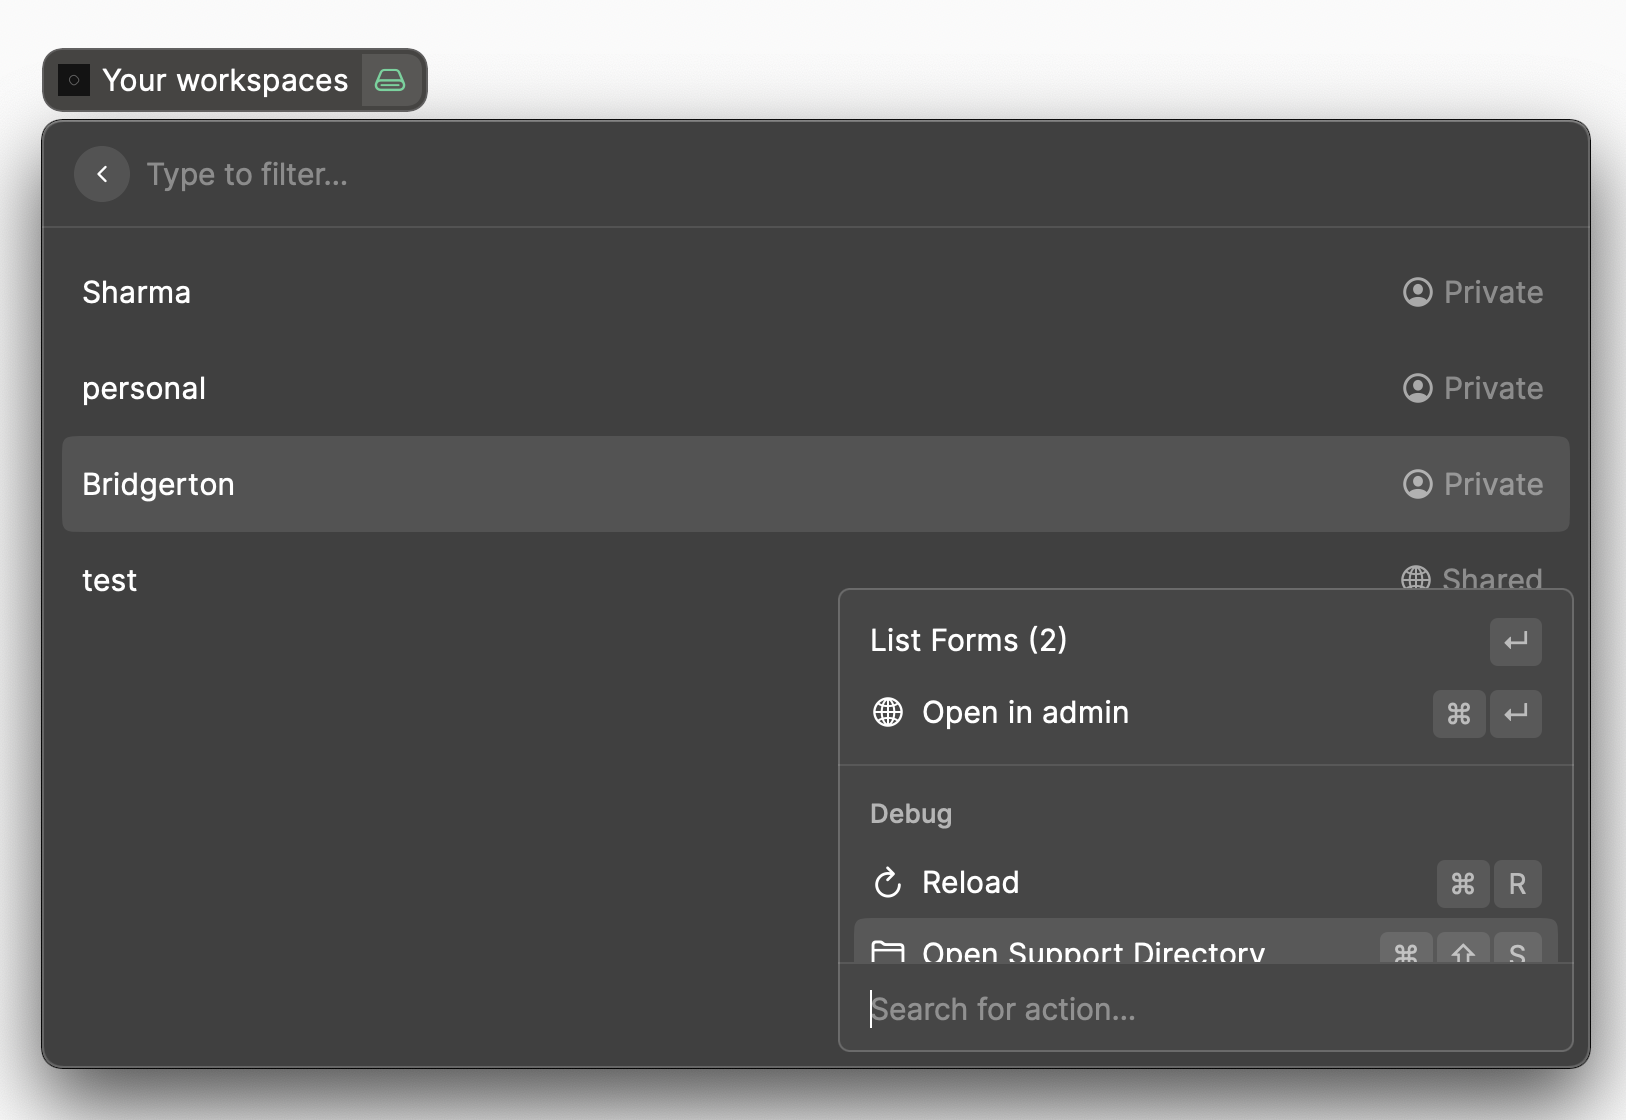 Your workspaces
Type to filter...
Sharma Private
personal Private
Bridgerton Private
test Shared
List Forms (2) ↵
Open in admin ⌘ ↵
Debug
Reload ⌘ R
Open Support Directory ⌘ ⇧ S
Search for action...